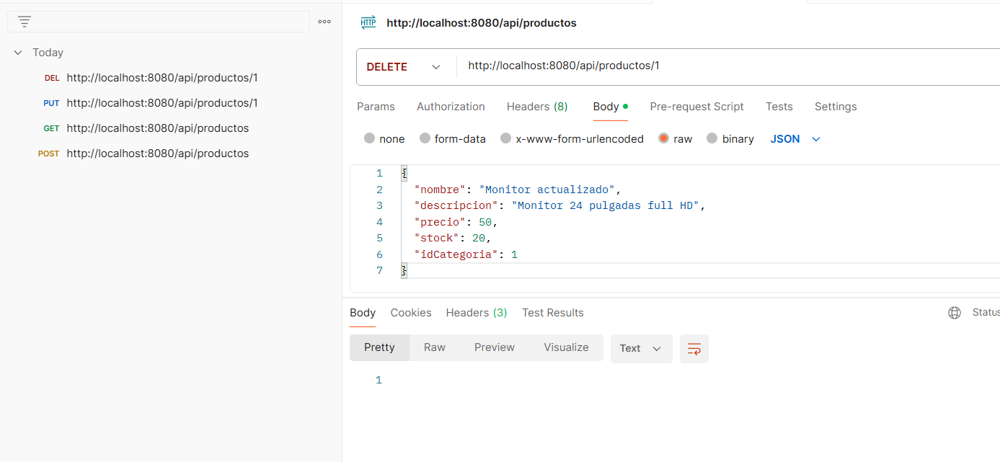 Today
DEL http://localhost:8080/api/productos/1
PUT http://localhost:8080/api/productos/1
GET http://localhost:8080/api/productos
POST http://localhost:8080/api/productos
HTTP http://localhost:8080/api/productos
DELETE http://localhost:8080/api/productos/1
Params Authorization Headers (8) Body Pre-request Script Tests Settings
none form-data x-www-form-urlencoded raw binary JSON
1 {
2 "nombre": "Monitor actualizado",
3 "descripcion": "Monitor 24 pulgadas full HD",
4 "precio": 50,
5 "stock": 20,
6 "idCategoria": 1
7 }
Body Cookies Headers (3) Test Results Status
Pretty Raw Preview Visualize Text
1